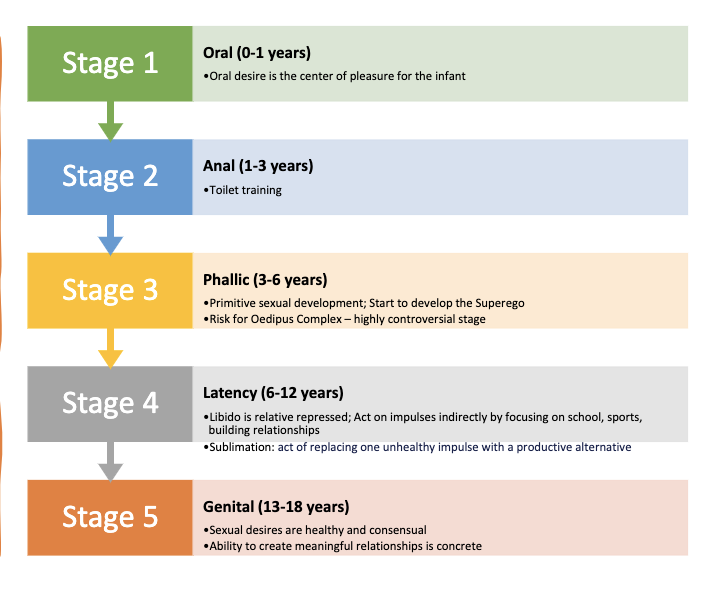 Stage 1
Oral (0-1 years)
•Oral desire is the center of pleasure for the infant
Stage 2
Anal (1-3 years)
•Toilet training
Stage 3
Phallic (3-6 years)
•Primitive sexual development; Start to develop the Superego
•Risk for Oedipus Complex – highly controversial stage
Stage 4
Latency (6-12 years)
•Libido is relative repressed; Act on impulses indirectly by focusing on school, sports,
building relationships
•Sublimation: act of replacing one unhealthy impulse with a productive alternative
Stage 5
Genital (13-18 years)
•Sexual desires are healthy and consensual
•Ability to create meaningful relationships is concrete